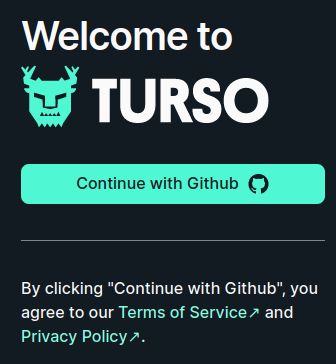 Welcome to
TURSO
Continue with Github
By clicking "Continue with Github", you
agree to our Terms of Service↗ and
Privacy Policy↗.